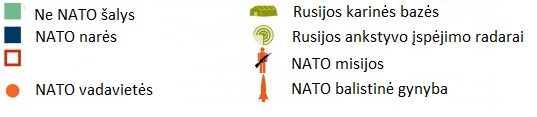 Ne NATO šalys
NATO narės
NATO vadavietės
Rusijos karinės bazės
Rusijos ankstyvo įspėjimo radarai
NATO misijos
NATO balistinė gynyba